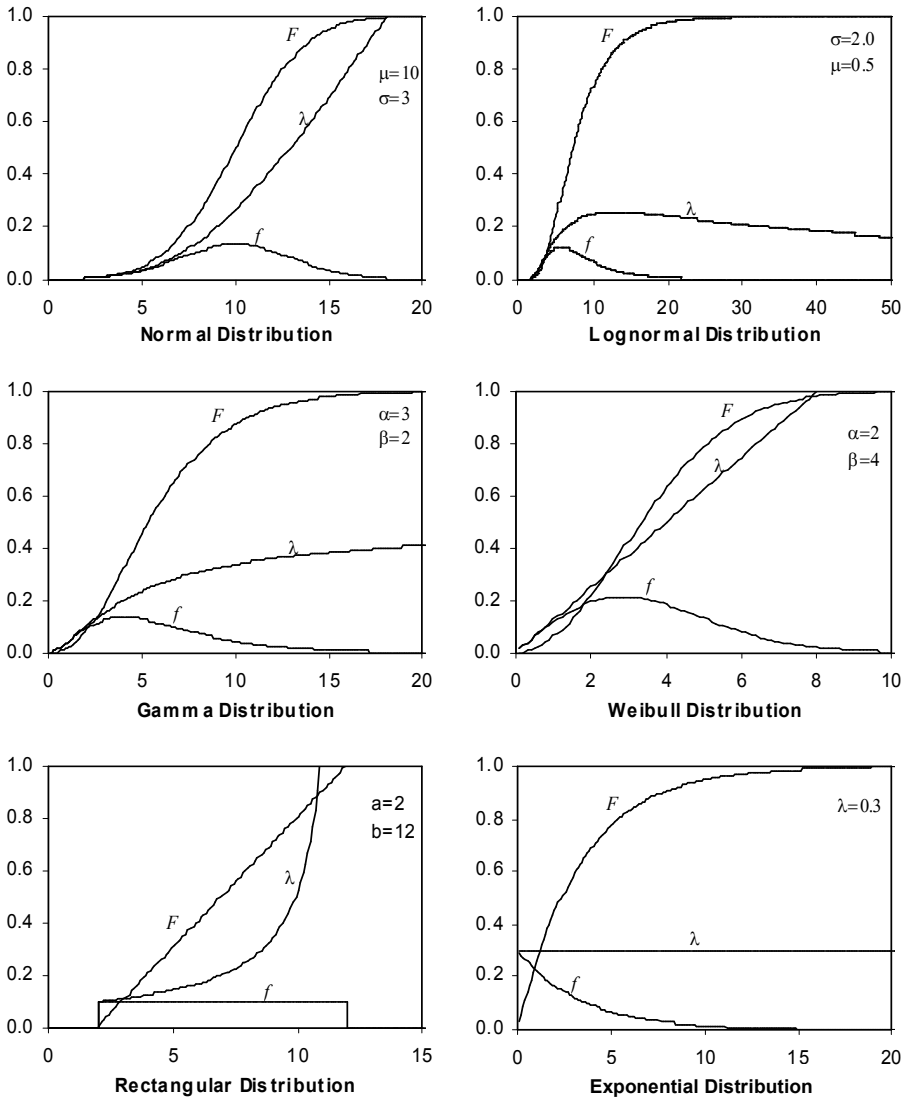 1.0
0.8
0.6
0.4
0.2
0.0
F
λ
f
μ=10
σ=3
0 5 10 15 20
Normal Distribution
1.0
0.8
0.6
0.4
0.2
0.0
F
λ
f
σ=2.0
μ=0.5
0 10 20 30 40 50
Lognormal Distribution
1.0
0.8
0.6
0.4
0.2
0.0
F
λ
f
α=3
β=2
0 5 10 15 20
Gamma Distribution
1.0
0.8
0.6
0.4
0.2
0.0
F
λ
f
α=2
β=4
0 2 4 6 8 10
Weibull Distribution
1.0
0.8
0.6
0.4
0.2
0.0
F
λ
f
a=2
b=12
0 5 10 15
Rectangular Distribution
1.0
0.8
0.6
0.4
0.2
0.0
F
λ
f
λ=0.3
0 5 10 15 20
Exponential Distribution